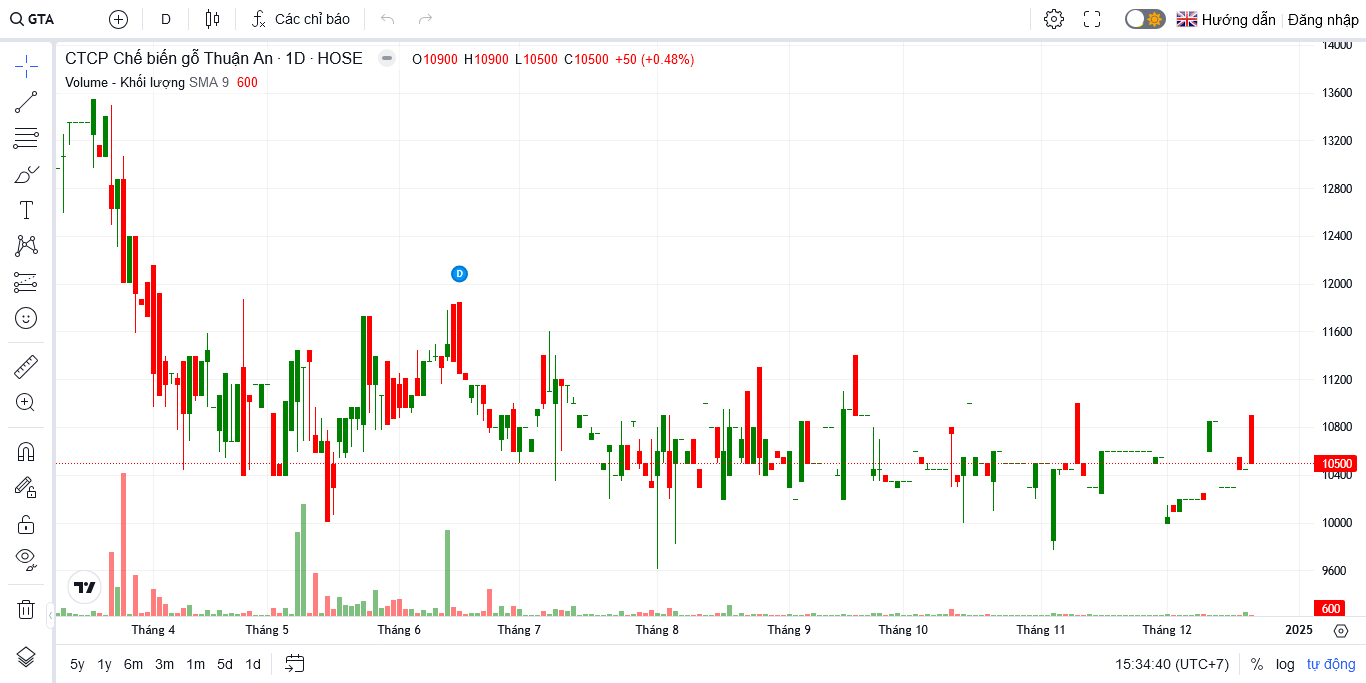 GTA D Các chỉ báo Hướng dẫn Đăng nhập
CTCP Chế biến gỗ Thuận An · 1D · HOSE O10900 H10900 L10500 C10500 +50 (+0.48%)
Volume - Khối lượng SMA 9 600
14000
13600
13200
12800
12400
12000
11600
11200
10800
10500
10400
10000
9600
600
D
Tháng 4 Tháng 5 Tháng 6 Tháng 7 Tháng 8 Tháng 9 Tháng 10 Tháng 11 Tháng 12 2025
5y 1y 6m 3m 1m 5d 1d 15:34:40 (UTC+7) % log tự động